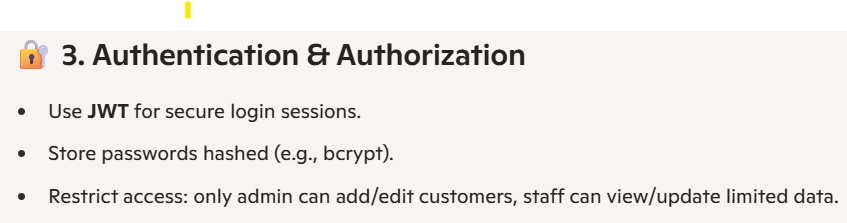 🔐 3. Authentication & Authorization
• Use JWT for secure login sessions.
• Store passwords hashed (e.g., bcrypt).
• Restrict access: only admin can add/edit customers, staff can view/update limited data.